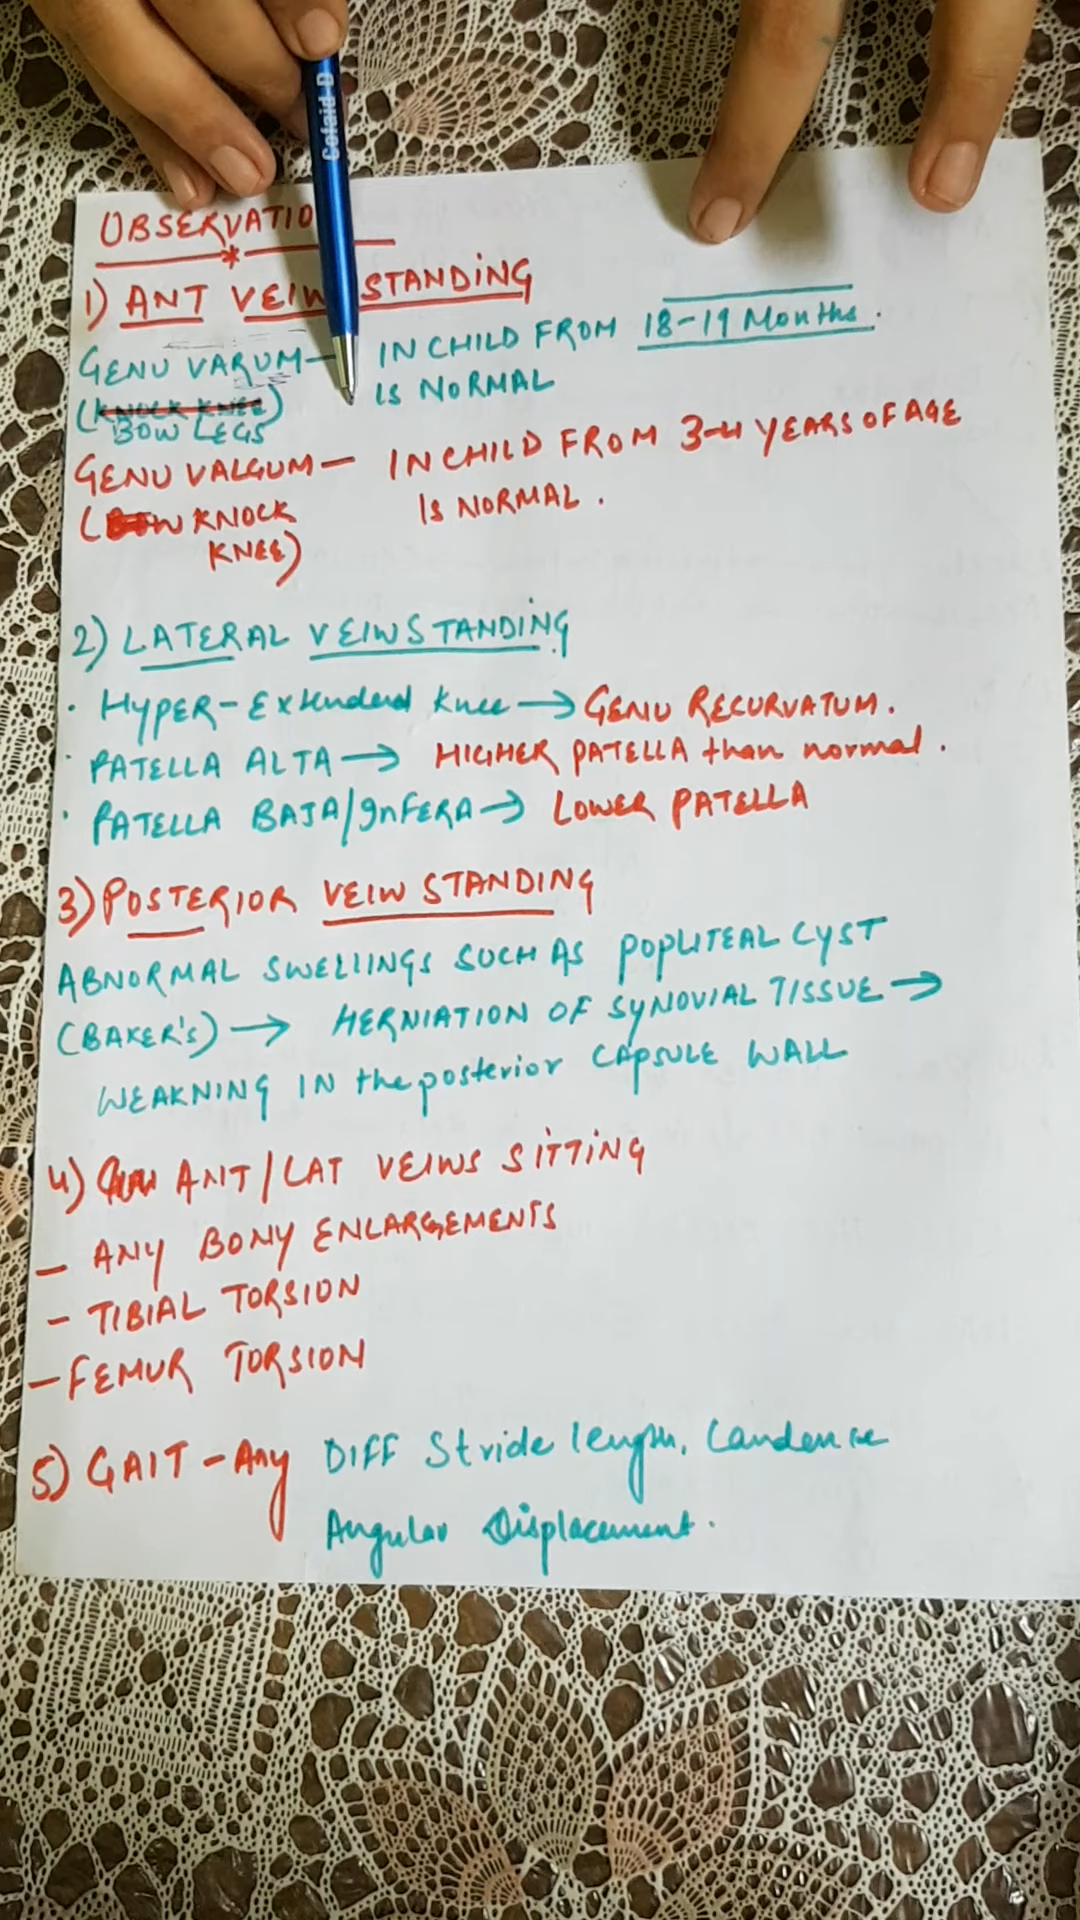 Cofaid-D
OBSERVATIO
1) ANT VEIW STANDING
GENU VARUM – IN CHILD FROM 18-19 Months.
(KNOCK KNEE) IS NORMAL
BOW LEGS
GENU VALGUM – IN CHILD FROM 3-4 YEARS OF AGE
(BOW KNOCK IS NORMAL.
KNEE)
2) LATERAL VEIW STANDING
· HYPER-Extended Knee → GENU RECURVATUM.
· PATELLA ALTA → HIGHER PATELLA than normal.
· PATELLA BAJA/InFERA → LOWER PATELLA
3) POSTERIOR VEIW STANDING
ABNORMAL SWELLINGS SUCH AS POPLITEAL CYST
(BAKER'S) → HERNIATION OF SYNOVIAL TISSUE →
WEAKNING IN the posterior CAPSULE WALL
4) ANT/LAT VEIWS SITTING
– ANY BONY ENLARGEMENTS
– TIBIAL TORSION
– FEMUR TORSION
5) GAIT – Any DIFF Stride length, Candense
Angular Displacement.